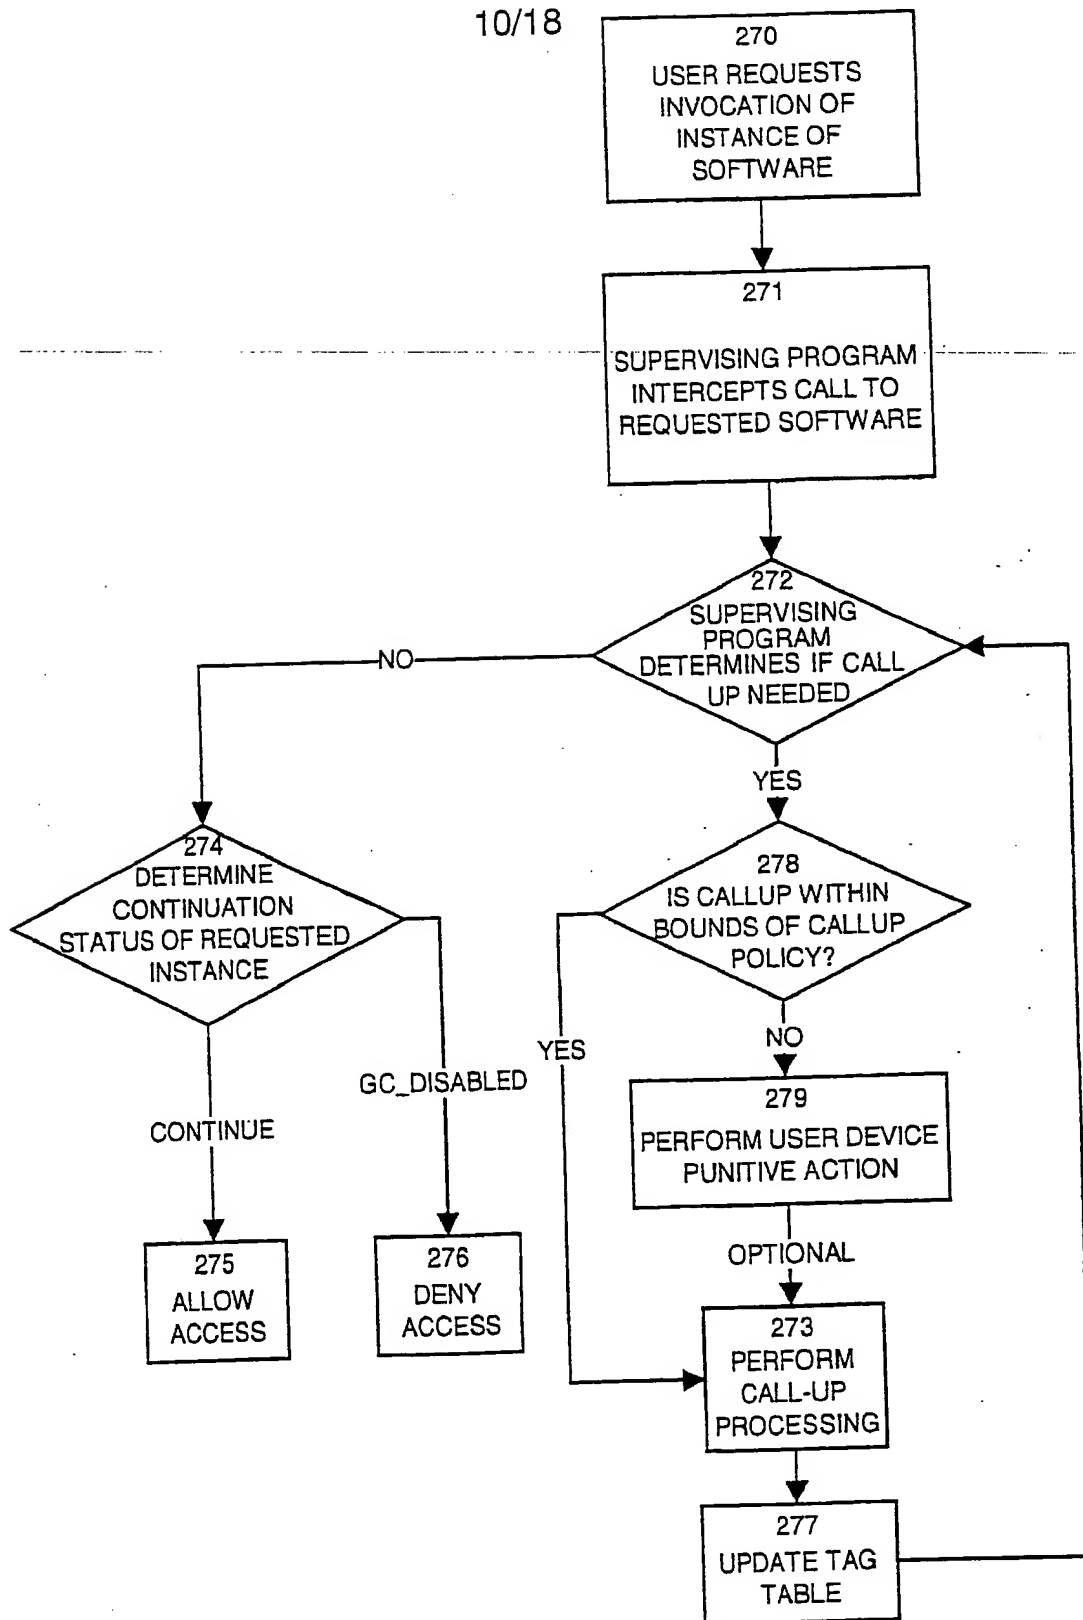 10/18
270
USER REQUESTS
INVOCATION OF
INSTANCE OF
SOFTWARE
271
SUPERVISING PROGRAM
INTERCEPTS CALL TO
REQUESTED SOFTWARE
272
SUPERVISING
PROGRAM
DETERMINES IF CALL
UP NEEDED
NO
YES
274
DETERMINE
CONTINUATION
STATUS OF REQUESTED
INSTANCE
278
IS CALLUP WITHIN
BOUNDS OF CALLUP
POLICY?
YES
NO
GC_DISABLED
CONTINUE
279
PERFORM USER DEVICE
PUNITIVE ACTION
OPTIONAL
275
ALLOW
ACCESS
276
DENY
ACCESS
273
PERFORM
CALL-UP
PROCESSING
277
UPDATE TAG
TABLE